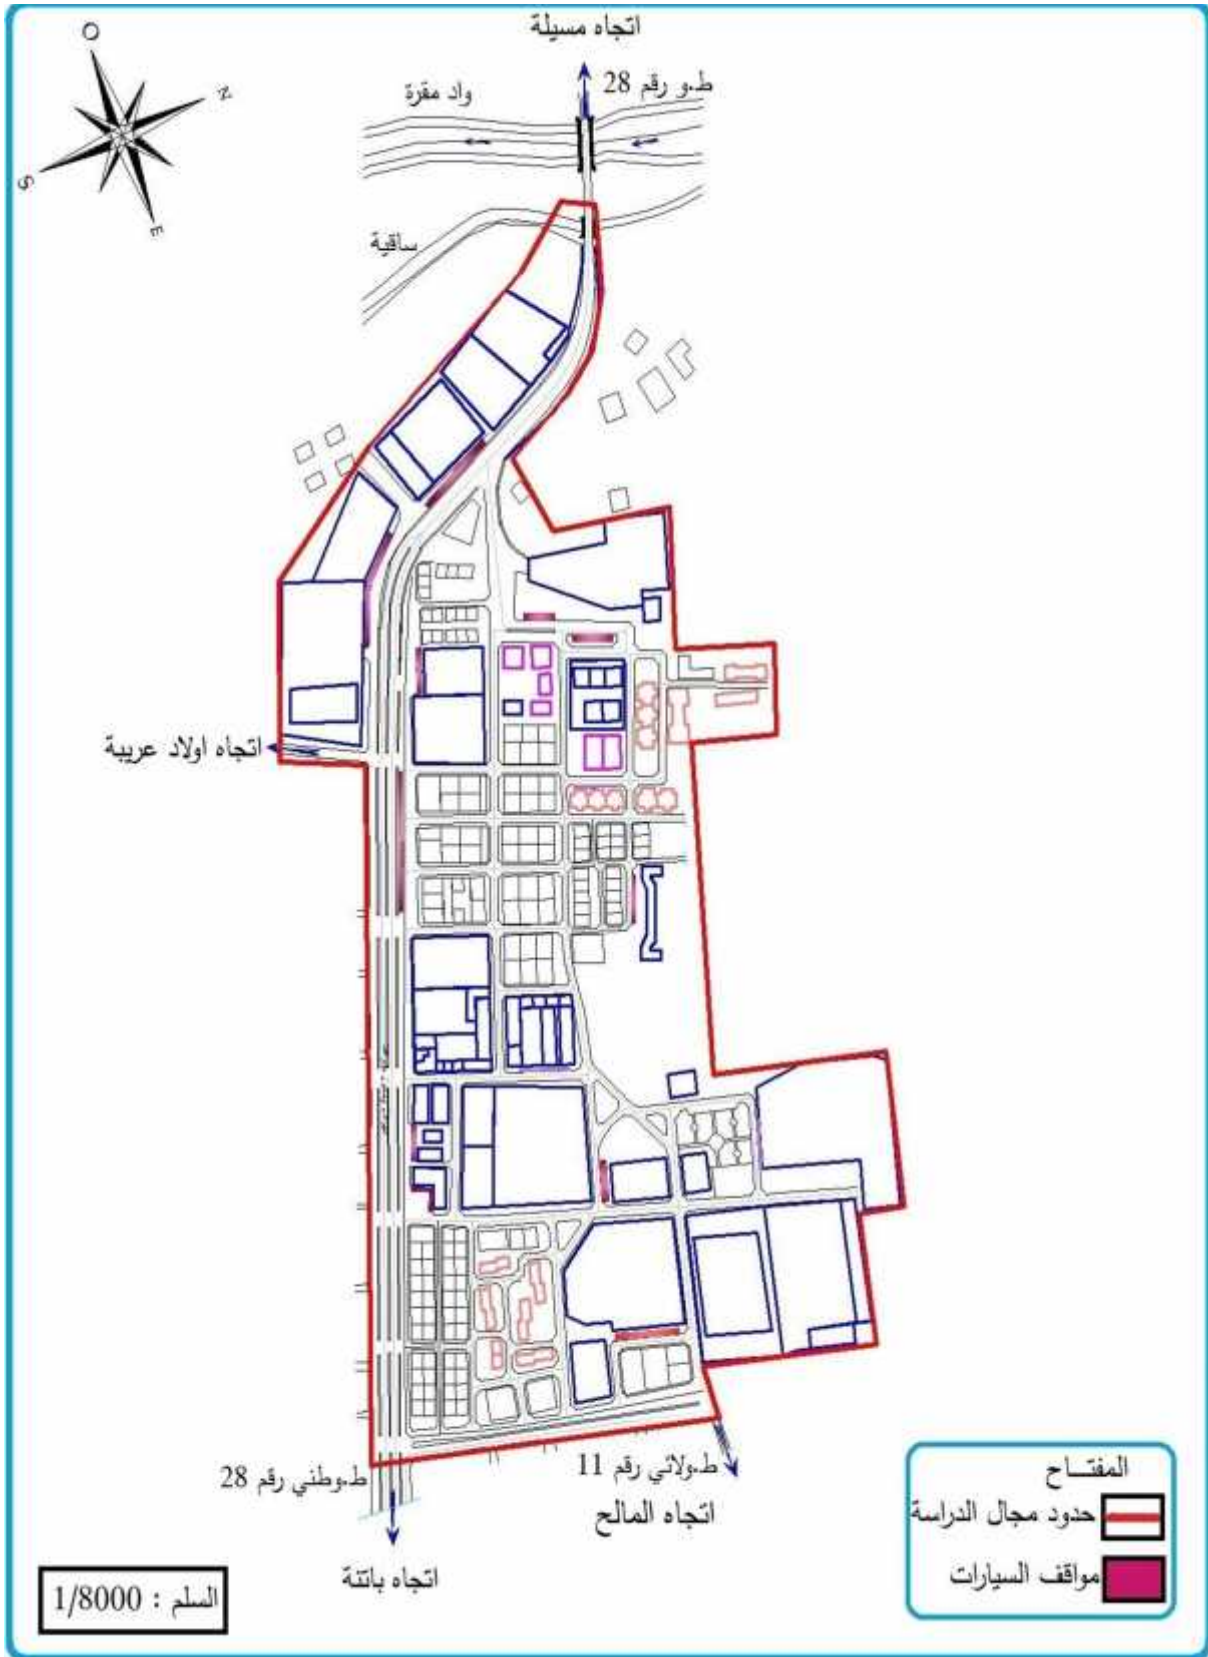 اتجاه مسيلة
ط.و رقم 28
واد مقرة
O
N
S
E
ساقية
اتجاه اولاد عريبة
ط.وطني رقم 28
ط.ولائي رقم 11
اتجاه المالح
اتجاه باتنة
المفتــاح
حدود مجال الدراسة
مواقف السيارات
السلم : 1/8000